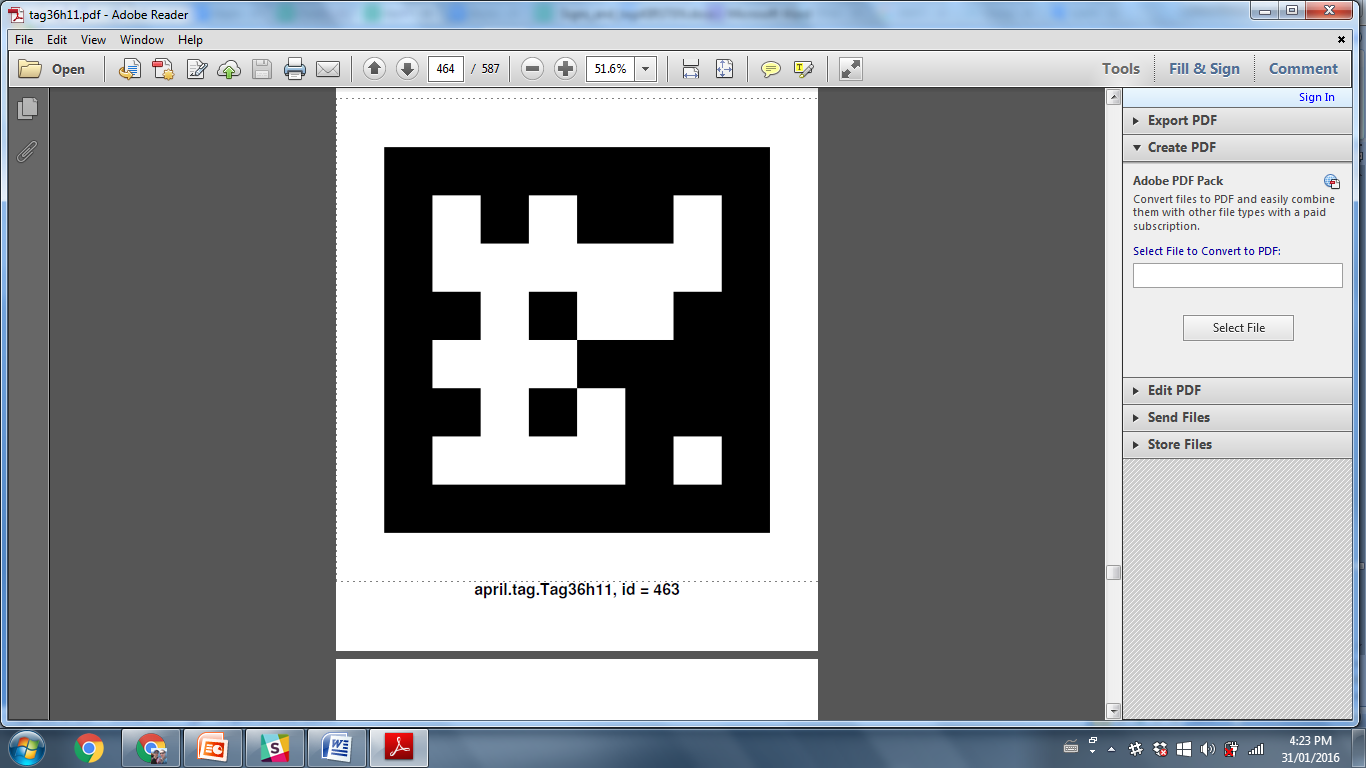 tag36h11.pdf - Adobe Reader
File Edit View Window Help
Open 464 / 587 51.6% Tools Fill & Sign Comment
Sign In
Export PDF
Create PDF
Adobe PDF Pack
Convert files to PDF and easily combine
them with other file types with a paid
subscription.
Select File to Convert to PDF:
Select File
Edit PDF
Send Files
Store Files
april.tag.Tag36h11, id = 463
4:23 PM
31/01/2016